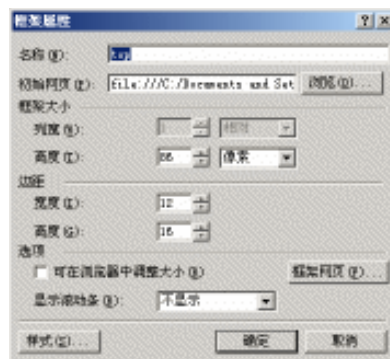 框架属性
名称(N): top
初始网页(P): file:///C:/Documents and Set 浏览(O)...
框架大小
列宽(W): 1 相对
高度(I): 86 像素
边距
宽度(L): 12
高度(G): 16
选项
可在浏览器中调整大小(R) 框架网页(F)...
显示滚动条(B): 不显示
样式(S)... 确定 取消